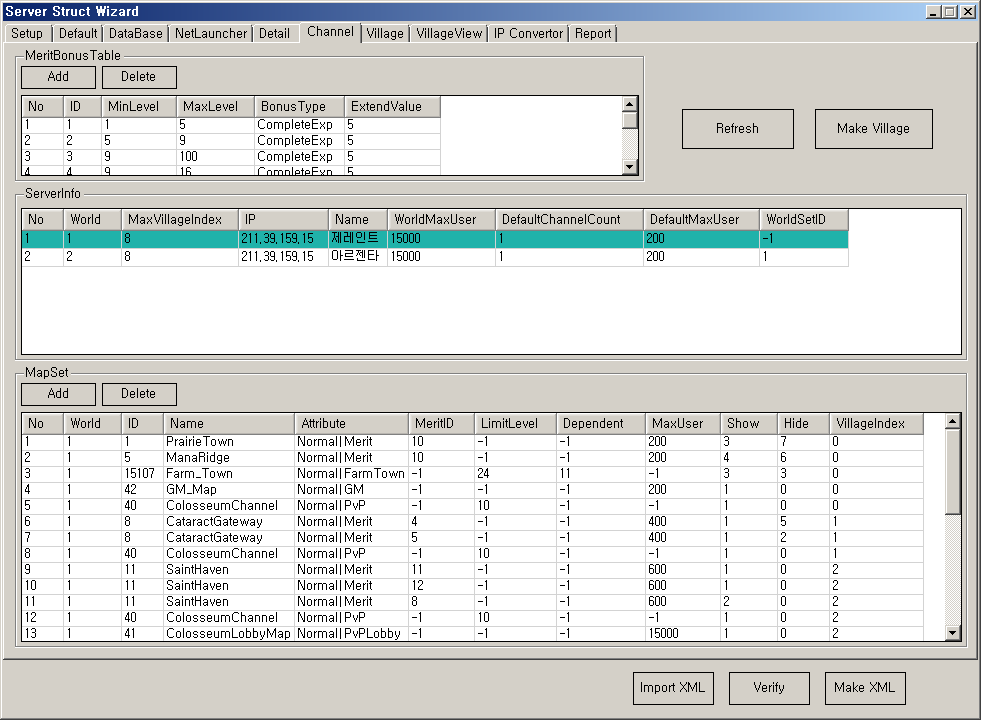 Server Struct Wizard
Setup Default DataBase NetLauncher Detail Channel Village VillageView IP Convertor Report
MeritBonusTable
Add Delete
No ID MinLevel MaxLevel BonusType ExtendValue
1 1 1 5 CompleteExp 5
2 2 5 9 CompleteExp 5
3 3 9 100 CompleteExp 5
4 4 9 16 CompleteExp 5
Refresh Make Village
ServerInfo
No World MaxVillageIndex IP Name WorldMaxUser DefaultChannelCount DefaultMaxUser WorldSetID
1 1 8 211,39,159,15 제레인트 15000 1 200 -1
2 2 8 211,39,159,15 아르젠타 15000 1 200 1
MapSet
Add Delete
No World ID Name Attribute MeritID LimitLevel Dependent MaxUser Show Hide VillageIndex
1 1 1 PrairieTown Normal||Merit 10 -1 -1 200 3 7 0
2 1 5 ManaRidge Normal||Merit 10 -1 -1 200 4 6 0
3 1 15107 Farm_Town Normal||FarmTown -1 24 11 -1 3 3 0
4 1 42 GM_Map Normal||GM -1 -1 -1 200 1 0 0
5 1 40 ColosseumChannel Normal||PvP -1 10 -1 -1 1 0 0
6 1 8 CataractGateway Normal||Merit 4 -1 -1 400 1 5 1
7 1 8 CataractGateway Normal||Merit 5 -1 -1 400 1 2 1
8 1 40 ColosseumChannel Normal||PvP -1 10 -1 -1 1 0 1
9 1 11 SaintHaven Normal||Merit 11 -1 -1 600 1 0 2
10 1 11 SaintHaven Normal||Merit 12 -1 -1 600 1 0 2
11 1 11 SaintHaven Normal||Merit 8 -1 -1 600 2 0 2
12 1 40 ColosseumChannel Normal||PvP -1 10 -1 -1 1 0 2
13 1 41 ColosseumLobbyMap Normal||PvPLobby -1 -1 -1 15000 1 0 2
Import XML Verify Make XML